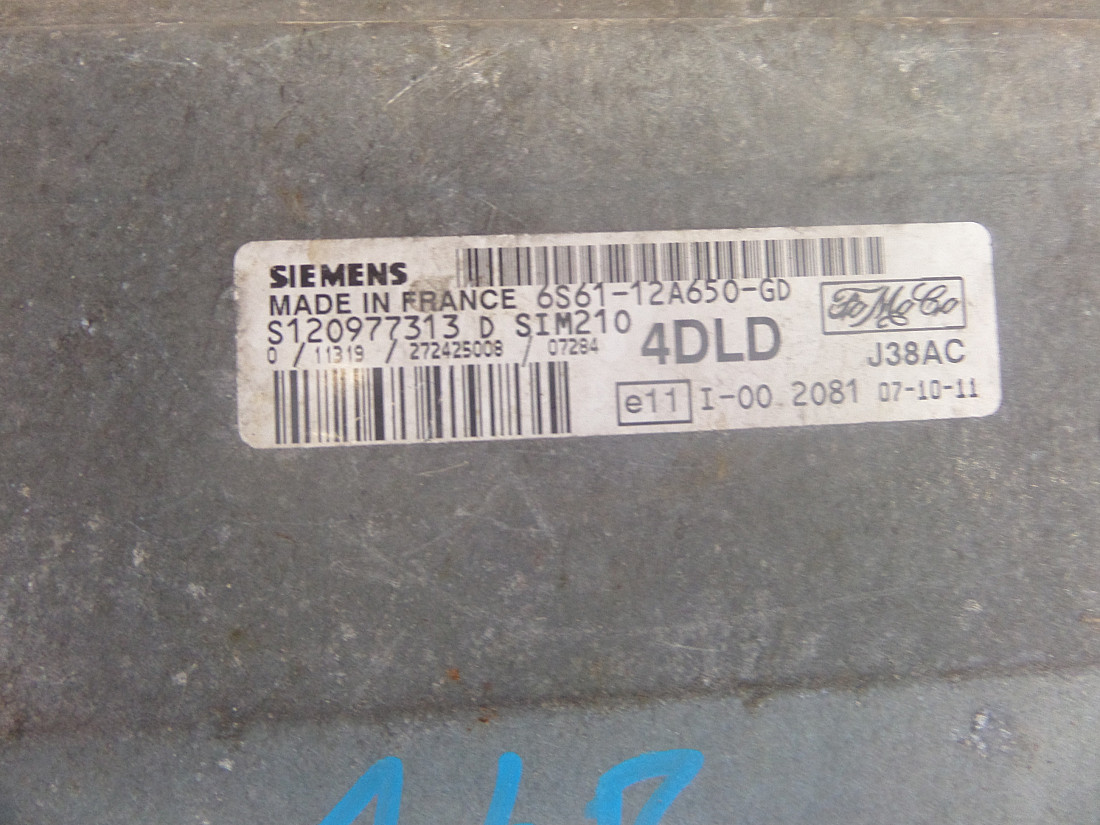 SIEMENS
MADE IN FRANCE 6S61-12A650-GD
FoMoCo
S120977313 D SIM210
4DLD
J38AC
0 / 11319 / 272425008 / 07284
e11 I-00 2081 07-10-11